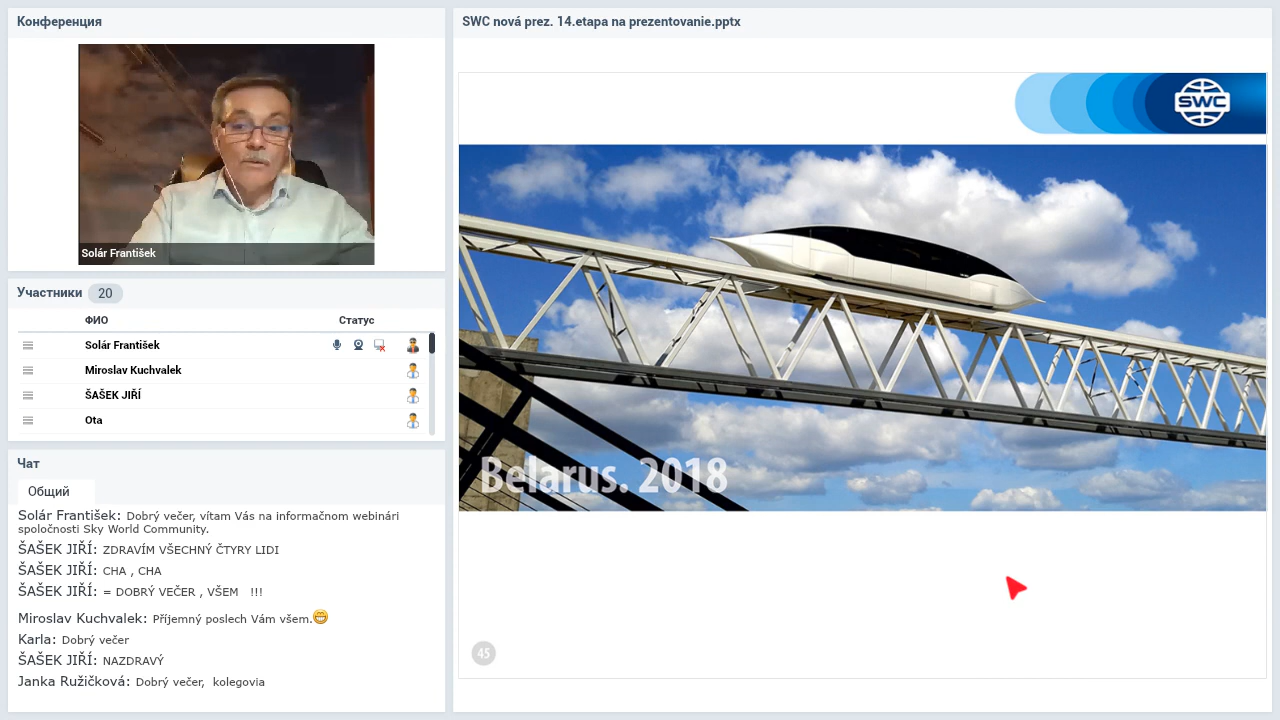 Конференция
Solár František
Участники 20
ФИО Статус
Solár František
Miroslav Kuchvalek
ŠAŠEK JIŘÍ
Ota
Чат
Общий
Solár František: Dobrý večer, vítam Vás na informačnom webinári
spoločnosti Sky World Community.
ŠAŠEK JIŘÍ: ZDRAVÍM VŠECHNÝ ČTYRY LIDI
ŠAŠEK JIŘÍ: CHA , CHA
ŠAŠEK JIŘÍ: = DOBRÝ VEČER , VŠEM !!!
Miroslav Kuchvalek: Příjemný poslech Vám všem.
Karla: Dobrý večer
ŠAŠEK JIŘÍ: NAZDRAVÝ
Janka Ružičková: Dobrý večer, kolegovia
SWC nová prez. 14.etapa na prezentovanie.pptx
SWC
Belarus. 2018
45